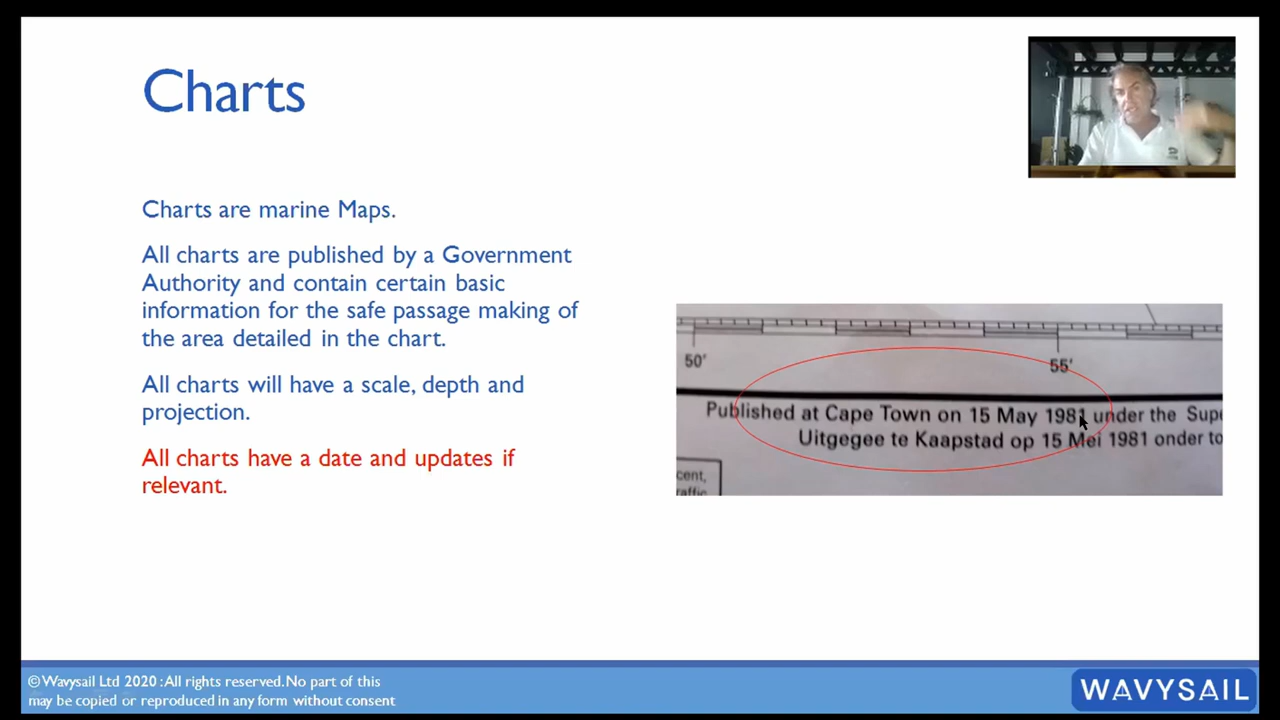 Charts
Charts are marine Maps.
All charts are published by a Government
Authority and contain certain basic
information for the safe passage making of
the area detailed in the chart.
All charts will have a scale, depth and
projection.
All charts have a date and updates if
relevant.
50'
55'
Published at Cape Town on 15 May 1981 under the Supe
Uitgegee te Kaapstad op 15 Mei 1981 onder to
cent,
raffic
© Wavysail Ltd 2020 : All rights reserved. No part of this
may be copied or reproduced in any form without consent
WAVYSAIL